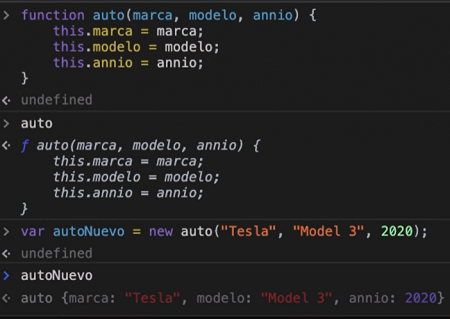 > function auto(marca, modelo, annio) {
    this.marca = marca;
    this.modelo = modelo;
    this.annio = annio;
}
<· undefined
> auto
<· ƒ auto(marca, modelo, annio) {
    this.marca = marca;
    this.modelo = modelo;
    this.annio = annio;
}
> var autoNuevo = new auto("Tesla", "Model 3", 2020);
<· undefined
> autoNuevo
<· auto {marca: "Tesla", modelo: "Model 3", annio: 2020}